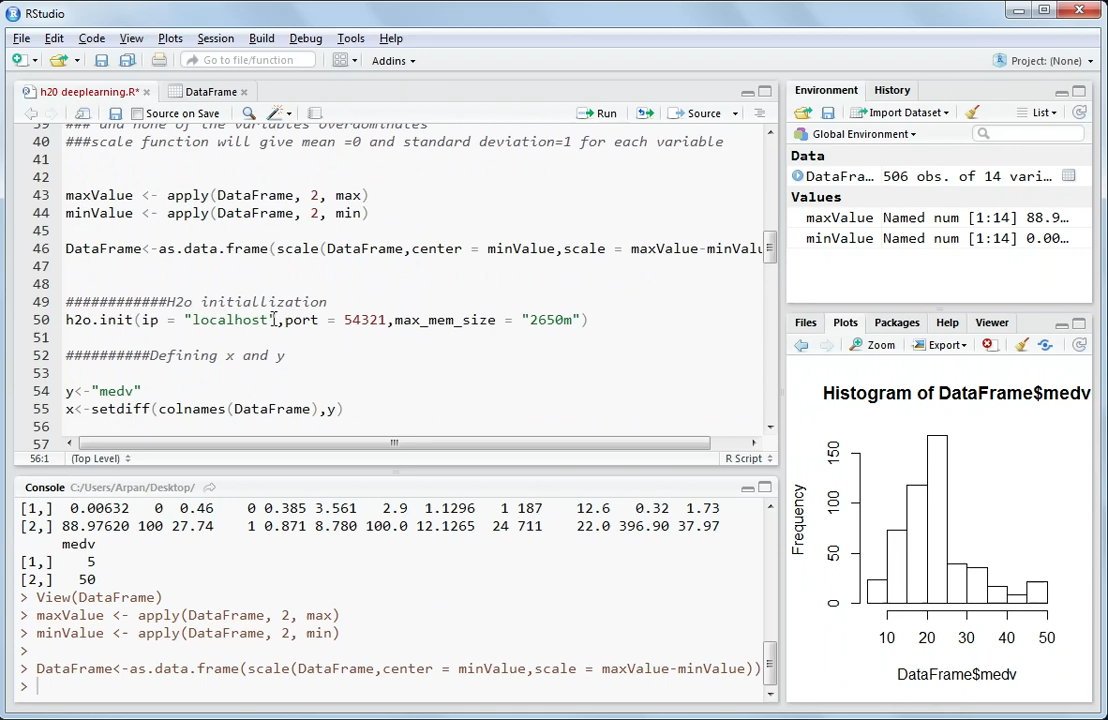 RStudio
File Edit Code View Plots Session Build Debug Tools Help
Go to file/function Addins Project: (None)
h20 deeplearning.R* DataFrame
Source on Save Run Source
39 ### and none of the variables overdominates
40 ###scale function will give mean =0 and standard deviation=1 for each variable
41
42
43 maxValue <- apply(DataFrame, 2, max)
44 minValue <- apply(DataFrame, 2, min)
45
46 DataFrame<-as.data.frame(scale(DataFrame,center = minValue,scale = maxValue-minValu
47
48
49 ############H2o initiallization
50 h2o.init(ip = "localhost",port = 54321,max_mem_size = "2650m")
51
52 ##########Defining x and y
53
54 y<-"medv"
55 x<-setdiff(colnames(DataFrame),y)
56
57
56:1 (Top Level) R Script
Console C:/Users/Arpan/Desktop/
[1,] 0.00632 0 0.46 0 0.385 3.561 2.9 1.1296 1 187 12.6 0.32 1.73
[2,] 88.97620 100 27.74 1 0.871 8.780 100.0 12.1265 24 711 22.0 396.90 37.97
medv
[1,] 5
[2,] 50
> View(DataFrame)
> maxValue <- apply(DataFrame, 2, max)
> minValue <- apply(DataFrame, 2, min)
>
> DataFrame<-as.data.frame(scale(DataFrame,center = minValue,scale = maxValue-minValue))
>
Environment History
Import Dataset List
Global Environment
Data
DataFra… 506 obs. of 14 vari…
Values
maxValue Named num [1:14] 88.9…
minValue Named num [1:14] 0.00…
Files Plots Packages Help Viewer
Zoom Export
Histogram of DataFrame$medv
Frequency
0 50 100 150
10 20 30 40 50
DataFrame$medv